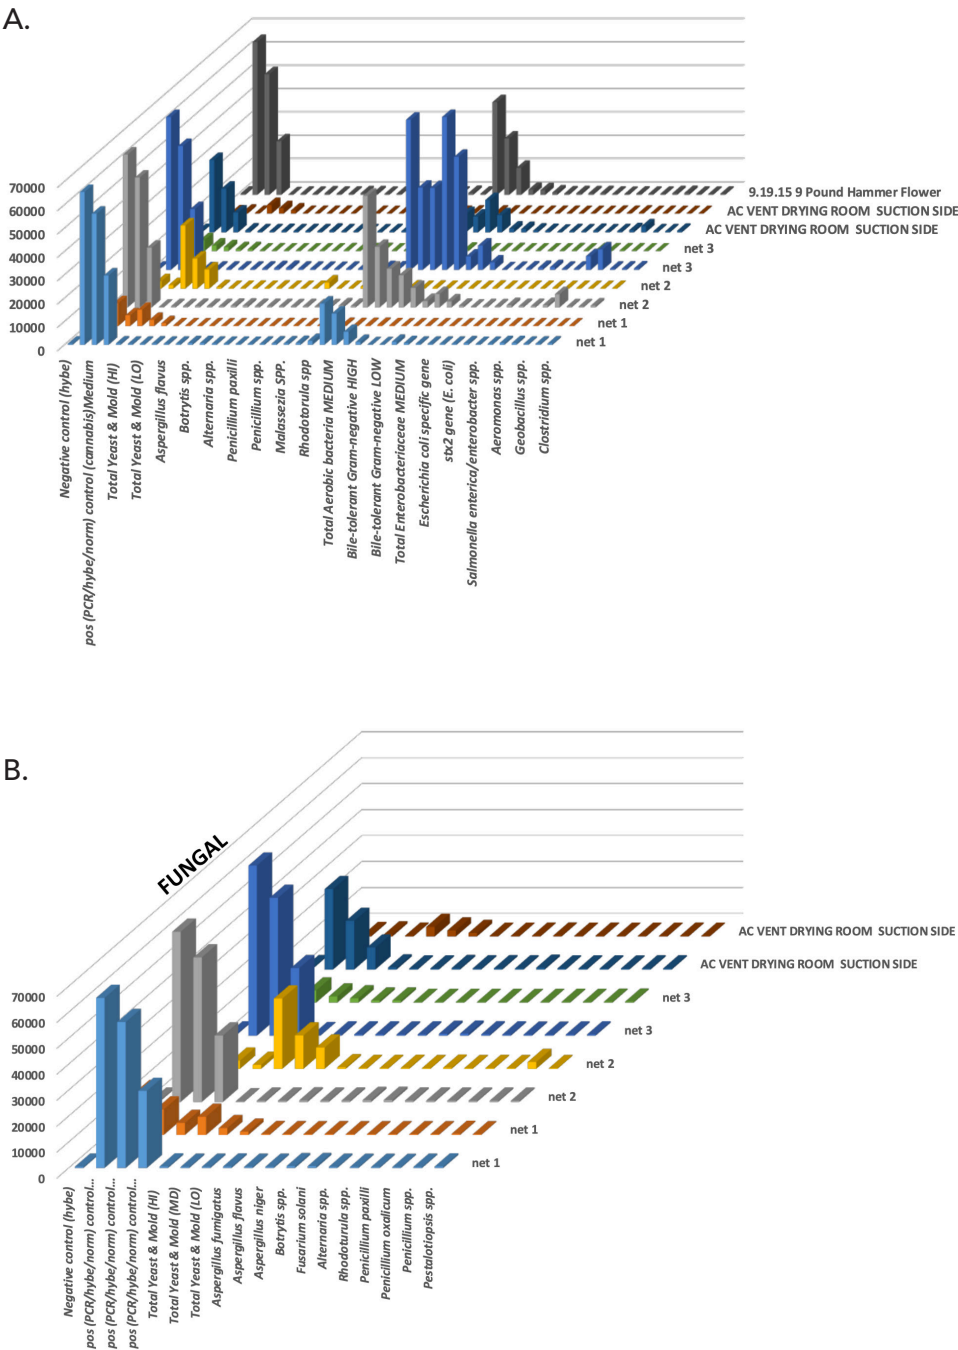 A.
70000
60000
50000
40000
30000
20000
10000
0
9.19.15 9 Pound Hammer Flower
AC VENT DRYING ROOM SUCTION SIDE
AC VENT DRYING ROOM SUCTION SIDE
net 3
net 3
net 2
net 2
net 1
net 1
Negative control (hybe)
pos (PCR/hybe/norm) control (cannabis)Medium
Total Yeast & Mold (HI)
Total Yeast & Mold (LO)
Aspergillus flavus
Botrytis spp.
Alternaria spp.
Penicillium paxilli
Penicillium spp.
Malassezia SPP.
Rhodotorula spp
Total Aerobic bacteria MEDIUM
Bile-tolerant Gram-negative HIGH
Bile-tolerant Gram-negative LOW
Total Enterobacteriaceae MEDIUM
Escherichia coli specific gene
stx2 gene (E. coli)
Salmonella enterica/enterobacter spp.
Aeromonas spp.
Geobacillus spp.
Clostridium spp.
B.
FUNGAL
70000
60000
50000
40000
30000
20000
10000
0
AC VENT DRYING ROOM SUCTION SIDE
AC VENT DRYING ROOM SUCTION SIDE
net 3
net 3
net 2
net 2
net 1
net 1
Negative control (hybe)
pos (PCR/hybe/norm) control...
pos (PCR/hybe/norm) control...
pos (PCR/hybe/norm) control...
Total Yeast & Mold (HI)
Total Yeast & Mold (MD)
Total Yeast & Mold (LO)
Aspergillus fumigatus
Aspergillus flavus
Aspergillus niger
Botrytis spp.
Fusarium solani
Alternaria spp.
Rhodoturula spp.
Penicillium paxilli
Penicillium oxalicum
Penicillium spp.
Pestalotiopsis spp.